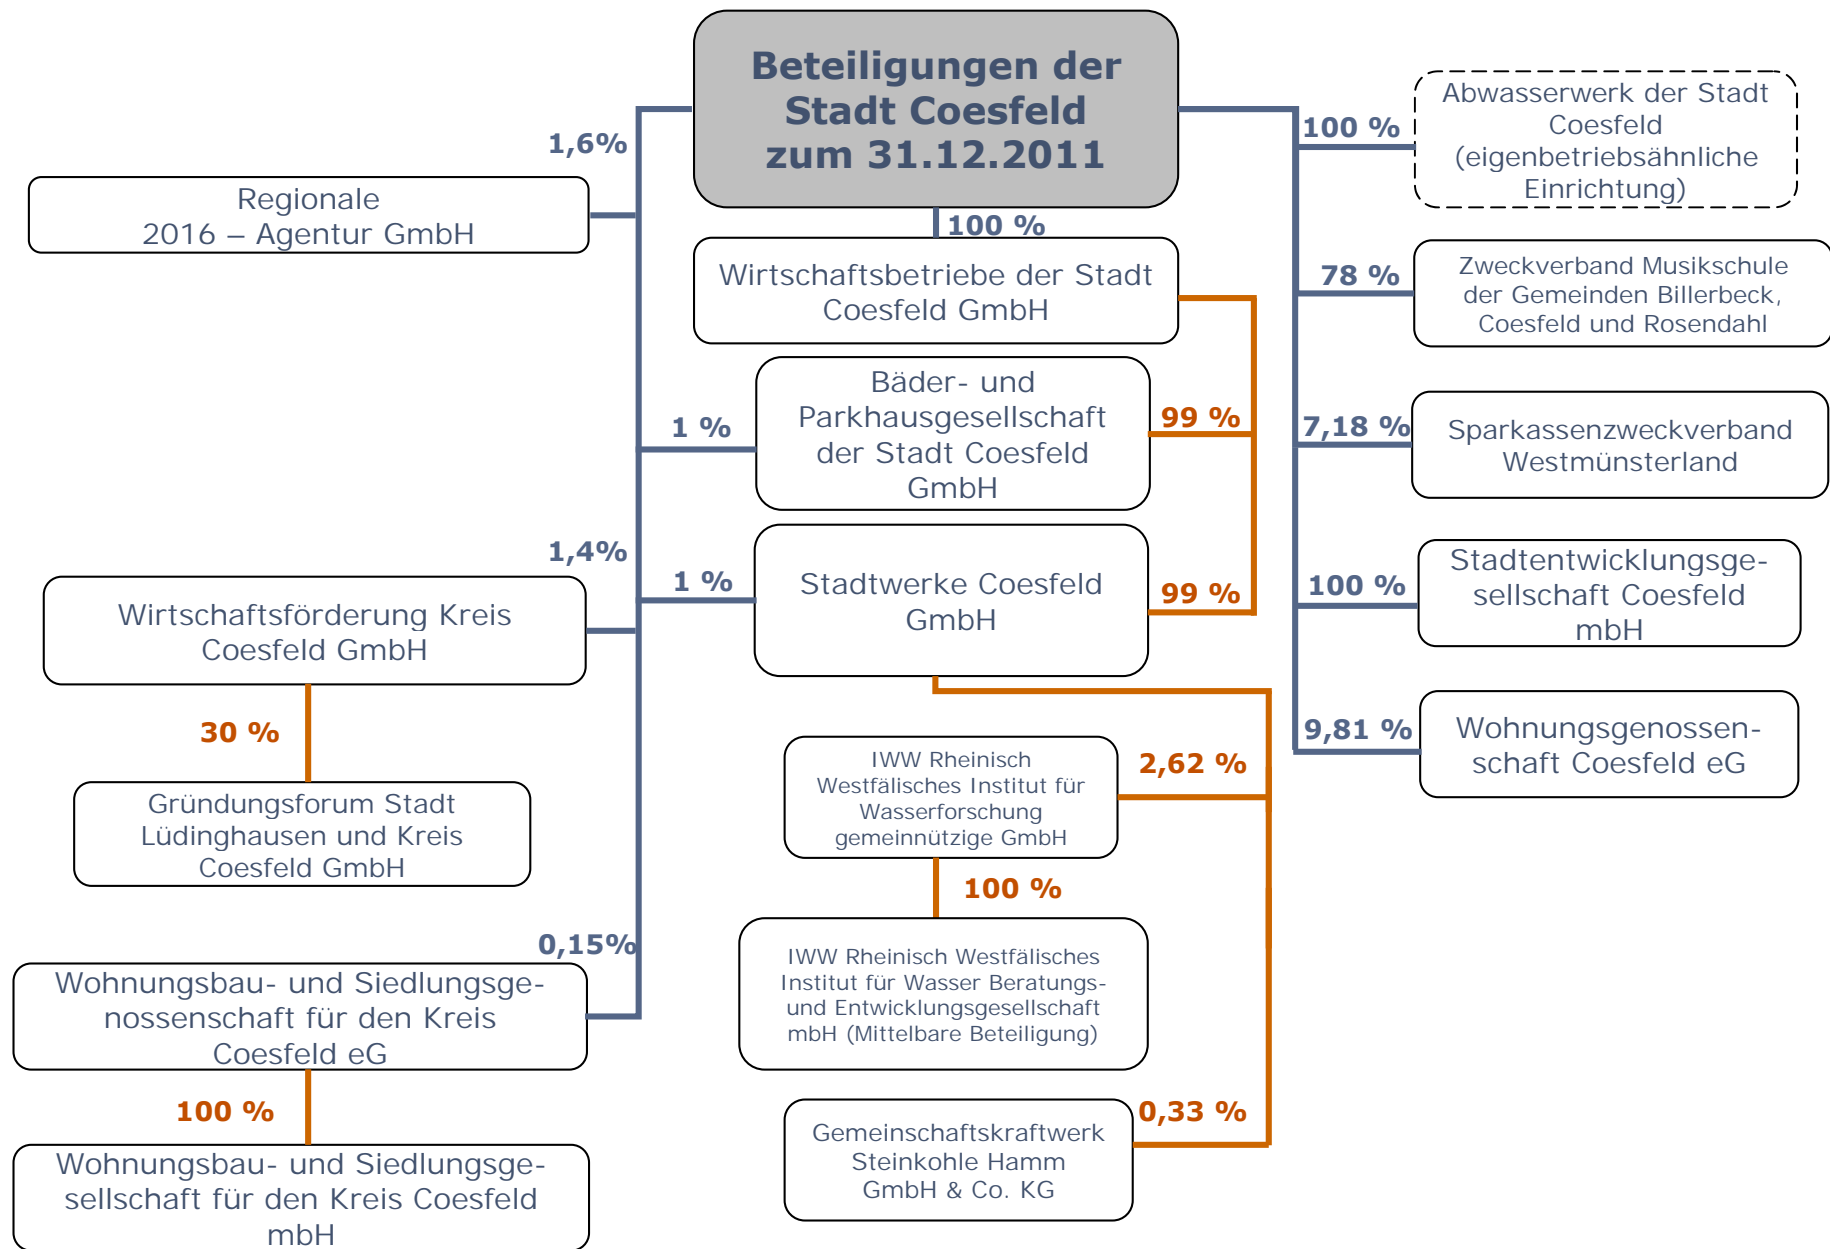 Beteiligungen der
Stadt Coesfeld
zum 31.12.2011
1,6%
Regionale
2016 – Agentur GmbH
1,4%
Wirtschaftsförderung Kreis
Coesfeld GmbH
30 %
Gründungsforum Stadt
Lüdinghausen und Kreis
Coesfeld GmbH
0,15%
Wohnungsbau- und Siedlungsge-
nossenschaft für den Kreis
Coesfeld eG
100 %
Wohnungsbau- und Siedlungsge-
sellschaft für den Kreis Coesfeld
mbH
100 %
Wirtschaftsbetriebe der Stadt
Coesfeld GmbH
1 %
Bäder- und
Parkhausgesellschaft
der Stadt Coesfeld
GmbH
99 %
1 %
Stadtwerke Coesfeld
GmbH
99 %
IWW Rheinisch
Westfälisches Institut für
Wasserforschung
gemeinnützige GmbH
2,62 %
100 %
IWW Rheinisch Westfälisches
Institut für Wasser Beratungs-
und Entwicklungsgesellschaft
mbH (Mittelbare Beteiligung)
Gemeinschaftskraftwerk
Steinkohle Hamm
GmbH & Co. KG
0,33 %
100 %
Abwasserwerk der Stadt
Coesfeld
(eigenbetriebsähnliche
Einrichtung)
78 %
Zweckverband Musikschule
der Gemeinden Billerbeck,
Coesfeld und Rosendahl
7,18 %
Sparkassenzweckverband
Westmünsterland
100 %
Stadtentwicklungsge-
sellschaft Coesfeld
mbH
9,81 %
Wohnungsgenossen-
schaft Coesfeld eG